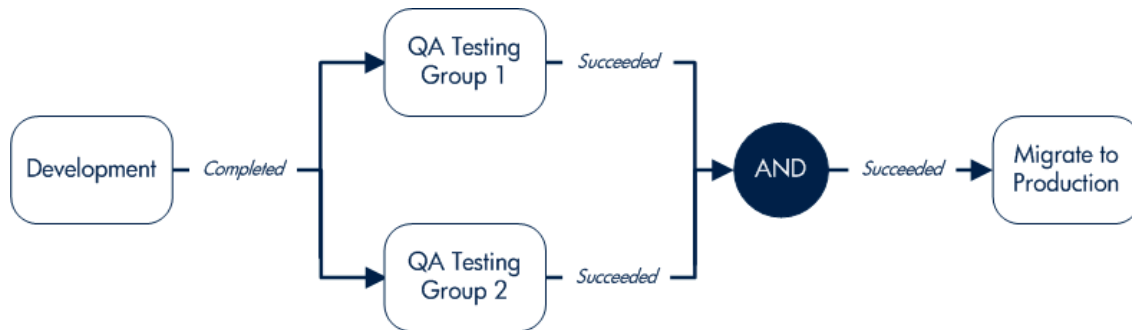 Development
Completed
QA Testing
Group 1
Succeeded
QA Testing
Group 2
Succeeded
AND
Succeeded
Migrate to
Production